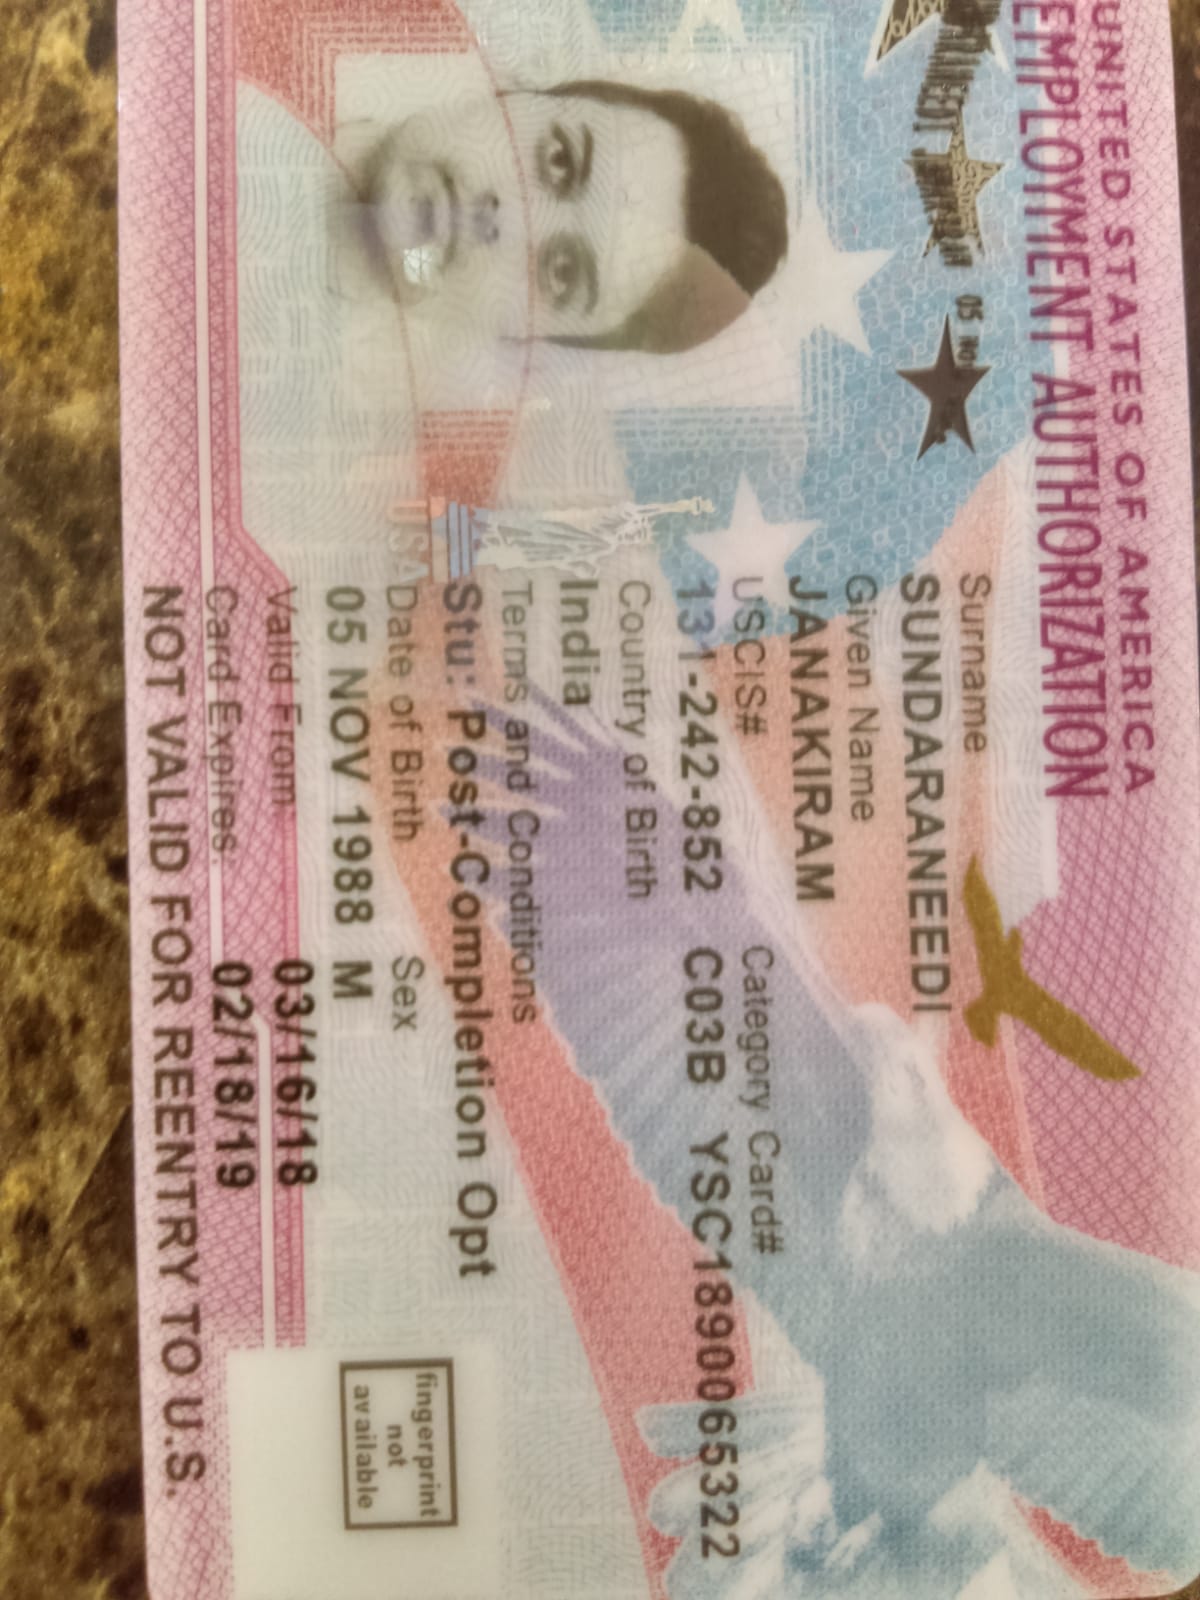 UNITED STATES OF AMERICA
EMPLOYMENT AUTHORIZATION
Surname
SUNDARANEEDI
Given Name
JANAKIRAM
USCIS# Category Card#
131-242-852 C03B YSC1890065322
Country of Birth
India
Terms and Conditions
Stu: Post-Completion Opt
Date of Birth Sex
05 NOV 1988 M
Valid From 03/16/18
Card Expires: 02/18/19
NOT VALID FOR REENTRY TO U.S.
fingerprint
not
available
USA